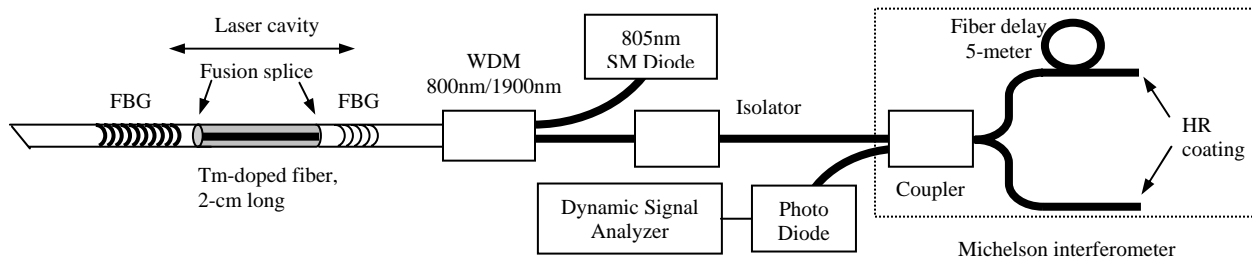 Laser cavity
Fusion splice
FBG
FBG
Tm-doped fiber,
2-cm long
WDM
800nm/1900nm
805nm
SM Diode
Isolator
Dynamic Signal
Analyzer
Photo
Diode
Coupler
Fiber delay
5-meter
HR
coating
Michelson interferometer